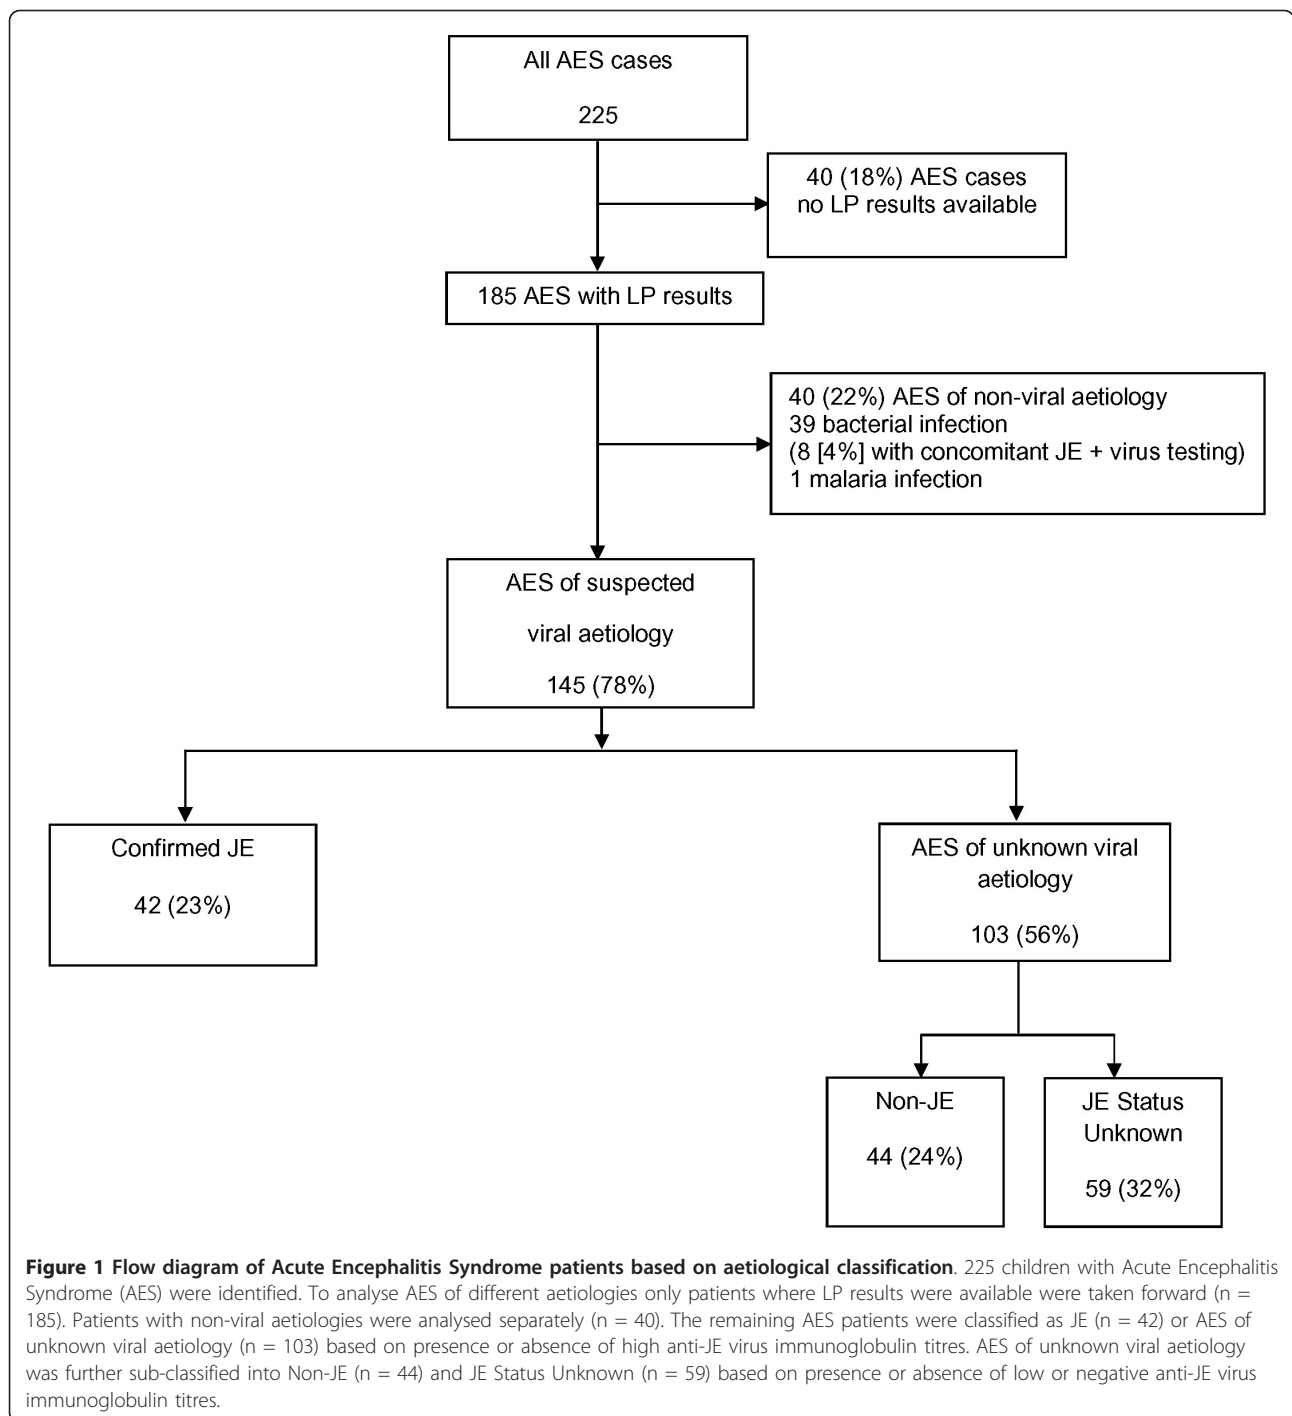 All AES cases
225
40 (18%) AES cases
no LP results available
185 AES with LP results
40 (22%) AES of non-viral aetiology
39 bacterial infection
(8 [4%] with concomitant JE + virus testing)
1 malaria infection
AES of suspected
viral aetiology
145 (78%)
Confirmed JE
42 (23%)
AES of unknown viral
aetiology
103 (56%)
Non-JE
44 (24%)
JE Status
Unknown
59 (32%)
Figure 1 Flow diagram of Acute Encephalitis Syndrome patients based on aetiological classification. 225 children with Acute Encephalitis
Syndrome (AES) were identified. To analyse AES of different aetiologies only patients where LP results were available were taken forward (n =
185). Patients with non-viral aetiologies were analysed separately (n = 40). The remaining AES patients were classified as JE (n = 42) or AES of
unknown viral aetiology (n = 103) based on presence or absence of high anti-JE virus immunoglobulin titres. AES of unknown viral aetiology
was further sub-classified into Non-JE (n = 44) and JE Status Unknown (n = 59) based on presence or absence of low or negative anti-JE virus
immunoglobulin titres.